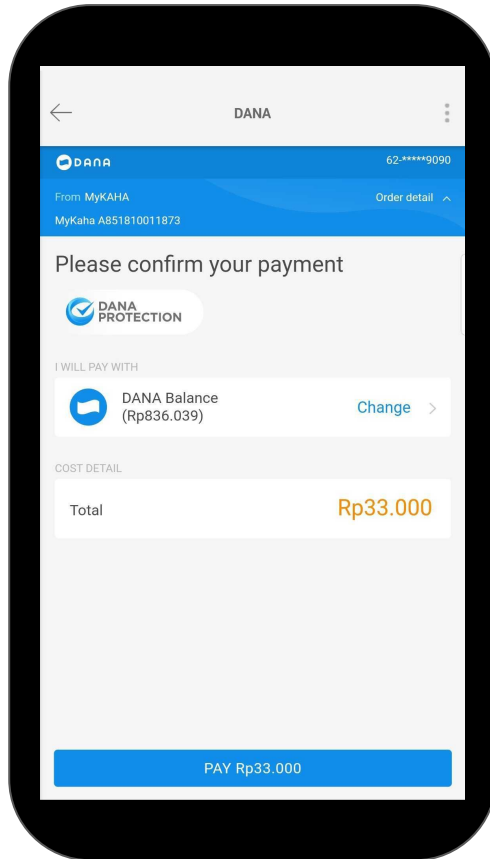 DANA
DANA
62-*****9090
From MyKAHA
Order detail
MyKaha A851810011873
Please confirm your payment
DANA
PROTECTION
I WILL PAY WITH
DANA Balance
(Rp836.039)
Change
COST DETAIL
Total
Rp33.000
PAY Rp33.000